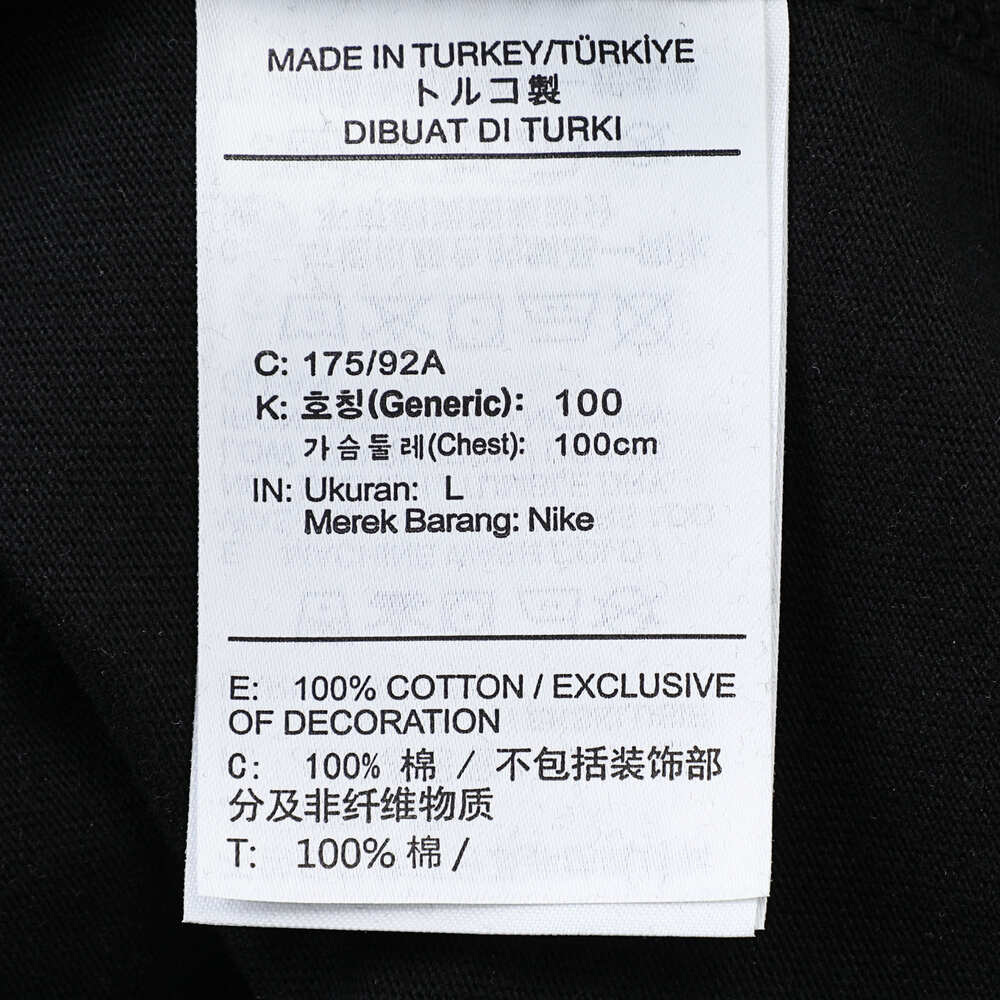 MADE IN TURKEY/TÜRKİYE
トルコ製
DIBUAT DI TURKI
C: 175/92A
K: 호칭(Generic): 100
가슴둘레(Chest): 100cm
IN: Ukuran: L
Merek Barang: Nike
E: 100% COTTON / EXCLUSIVE
OF DECORATION
C: 100% 棉 / 不包括装饰部
分及非纤维物质
T: 100% 棉 /